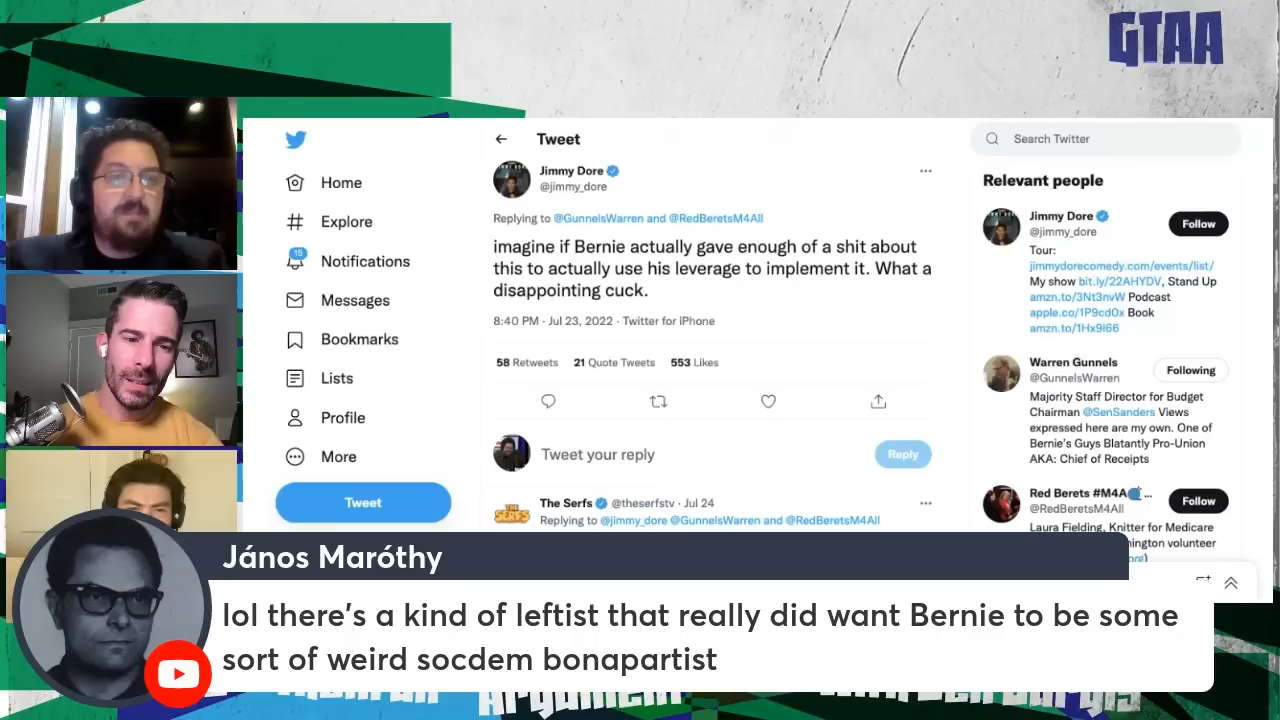 GTAA
Tweet
Search Twitter
Jimmy Dore
@jimmy_dore
Replying to @GunnelsWarren and @RedBeretsM4All
imagine if Bernie actually gave enough of a shit about
this to actually use his leverage to implement it. What a
disappointing cuck.
8:40 PM · Jul 23, 2022 · Twitter for iPhone
58 Retweets 21 Quote Tweets 553 Likes
Tweet your reply
Reply
The Serfs @theserfstv · Jul 24
Replying to @jimmy_dore @GunnelsWarren and @RedBeretsM4All
Home
Explore
15
Notifications
Messages
Bookmarks
Lists
Profile
More
Tweet
Relevant people
Jimmy Dore
@jimmy_dore
Follow
Tour:
jimmydorecomedy.com/events/list/
My show bit.ly/22AHYDV, Stand Up
amzn.to/3Nt3nvW Podcast
apple.co/1P9cd0x Book
amzn.to/1Hx9l66
Warren Gunnels
@GunnelsWarren
Following
Majority Staff Director for Budget
Chairman @SenSanders Views
expressed here are my own. One of
Bernie's Guys Blatantly Pro-Union
AKA: Chief of Receipts
Red Berets #M4A
@RedBeretsM4All
Follow
Laura Fielding, Knitter for Medicare
volunteer
THE SERFS
János Maróthy
lol there's a kind of leftist that really did want Bernie to be some
sort of weird socdem bonapartist